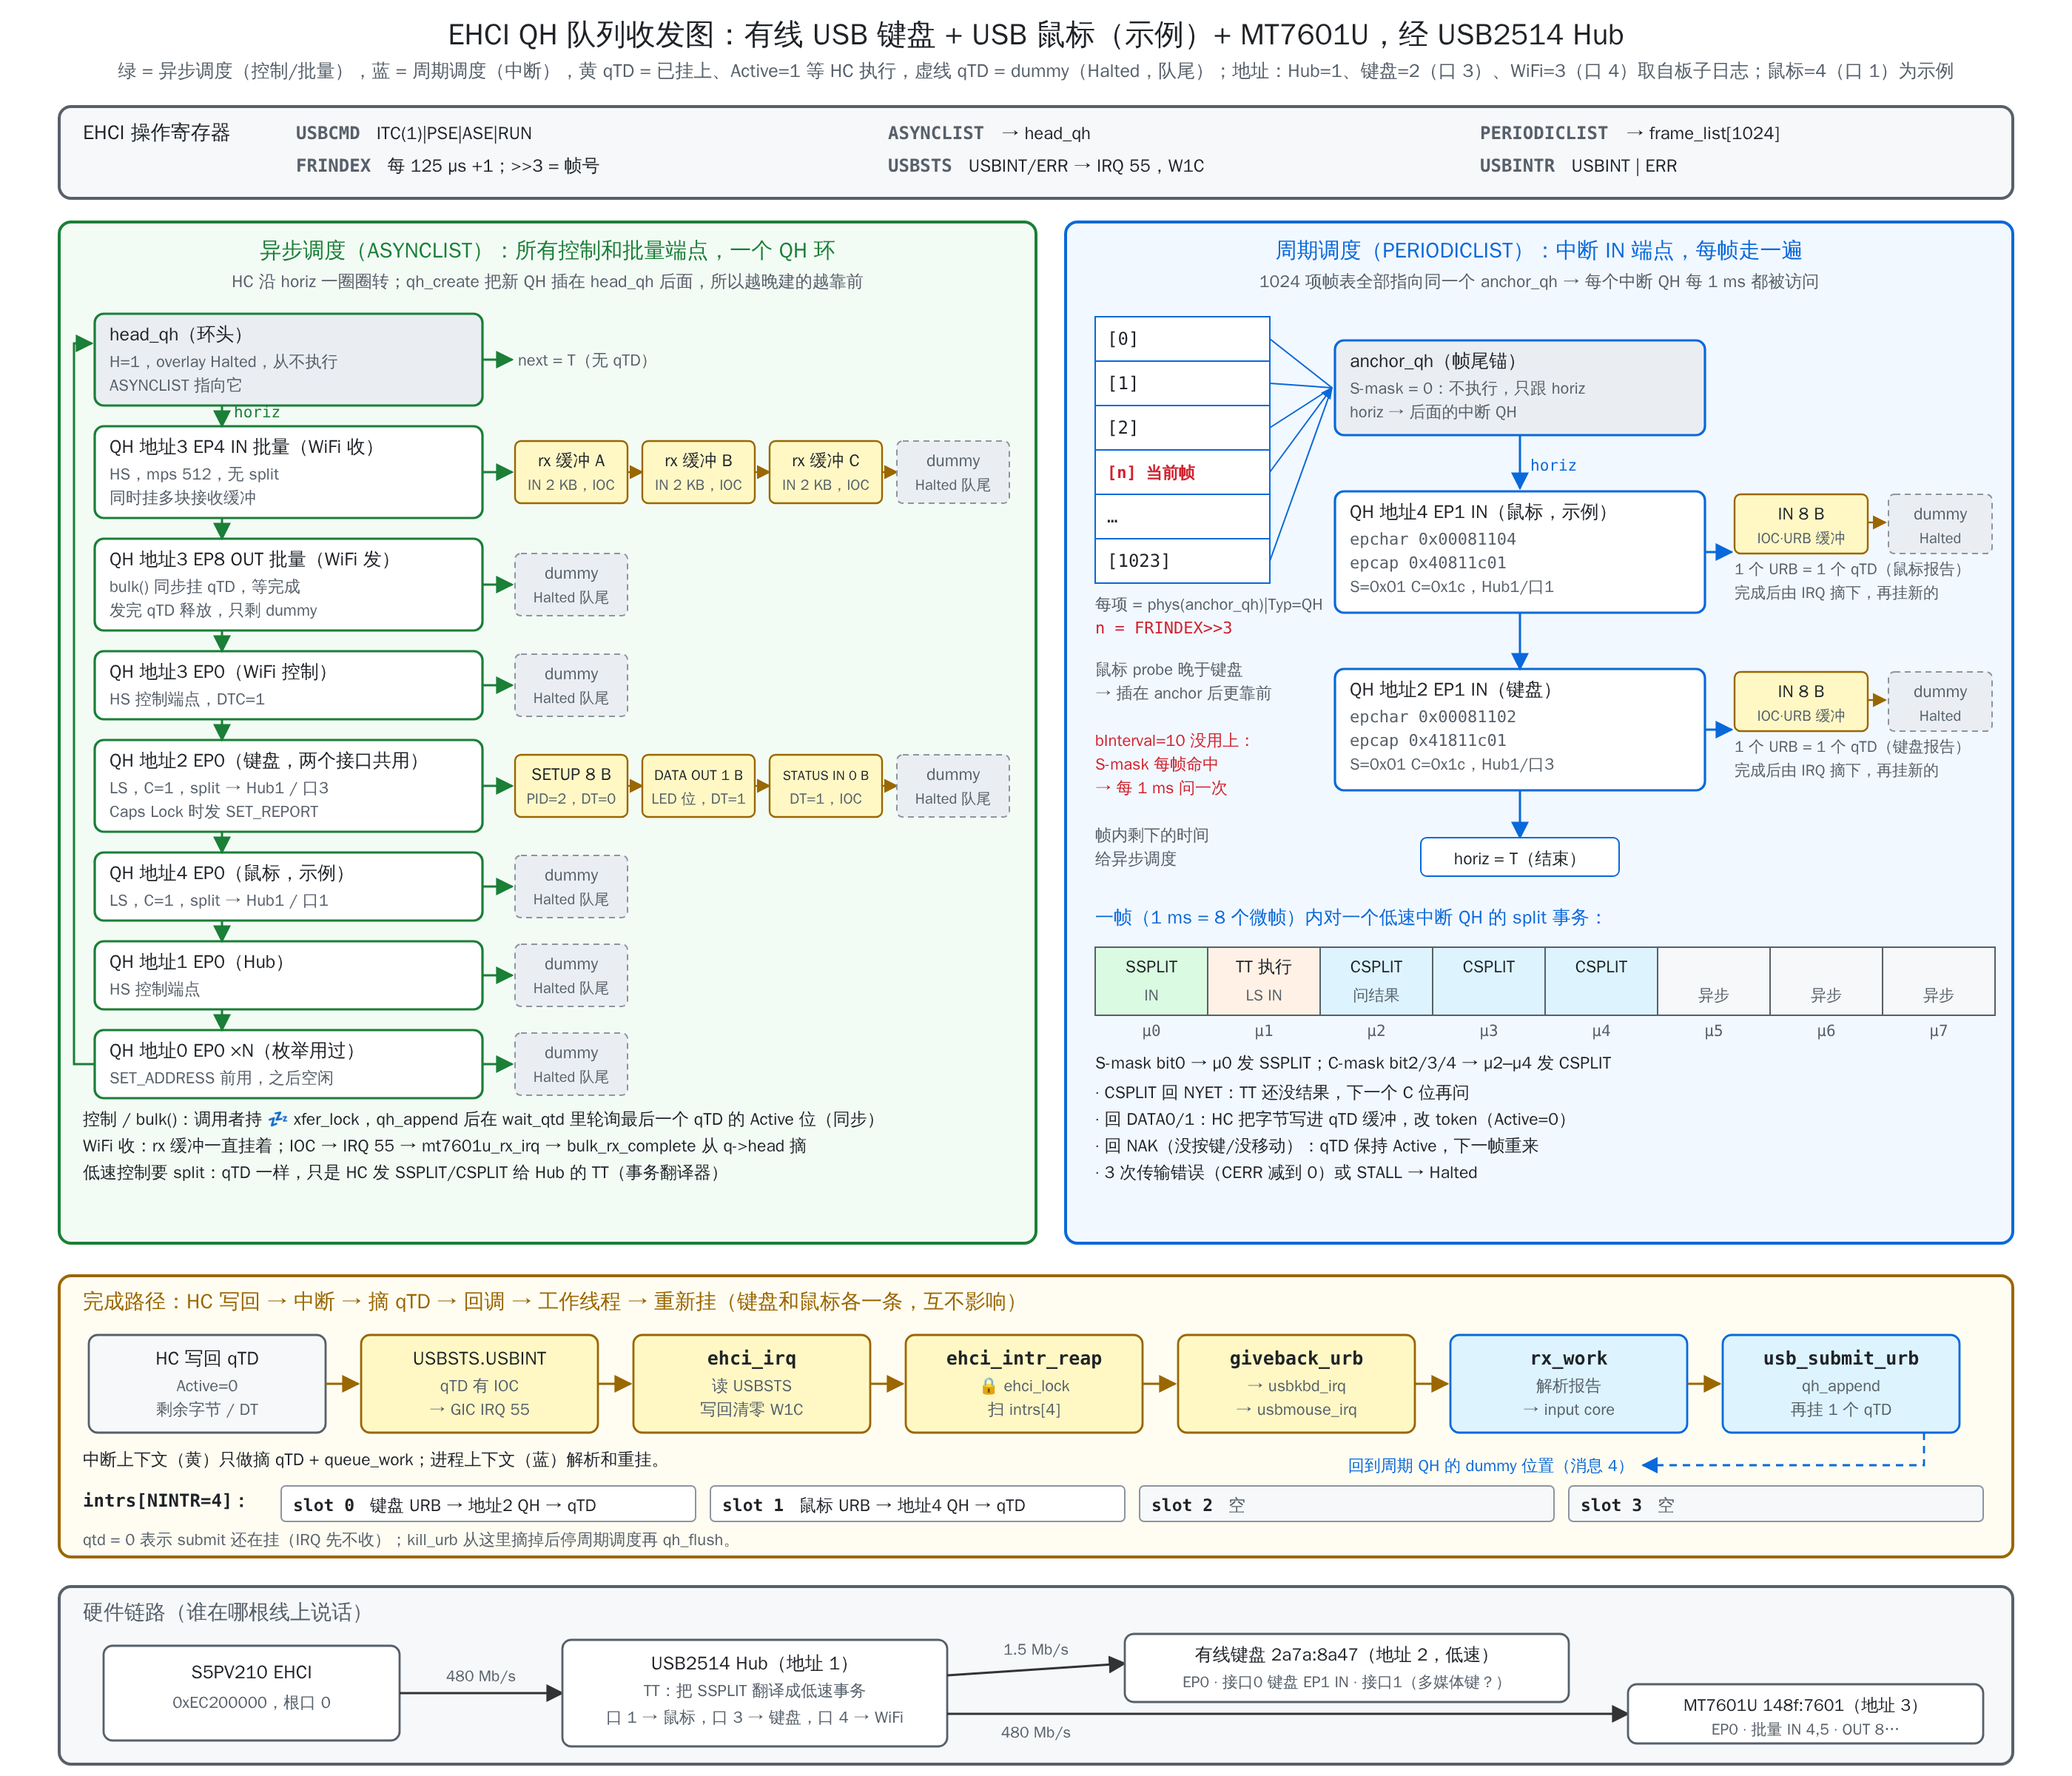 EHCI QH 队列收发图：有线 USB 键盘 + USB 鼠标（示例）+ MT7601U，经 USB2514 Hub
绿 = 异步调度（控制/批量），蓝 = 周期调度（中断），黄 qTD = 已挂上、Active=1 等 HC 执行，虚线 qTD = dummy（Halted，队尾）；地址：Hub=1、键盘=2（口 3）、WiFi=3（口 4）取自板子日志；鼠标=4（口 1）为示例
EHCI 操作寄存器
USBCMD ITC(1)|PSE|ASE|RUN
ASYNCLIST → head_qh
PERIODICLIST → frame_list[1024]
FRINDEX 每 125 µs +1；>>3 = 帧号
USBSTS USBINT/ERR → IRQ 55，W1C
USBINTR USBINT | ERR
异步调度（ASYNCLIST）：所有控制和批量端点，一个 QH 环
HC 沿 horiz 一圈圈转；qh_create 把新 QH 插在 head_qh 后面，所以越晚建的越靠前
head_qh（环头）
H=1，overlay Halted，从不执行
ASYNCLIST 指向它
next = T（无 qTD）
horiz
QH 地址3 EP4 IN 批量（WiFi 收）
HS，mps 512，无 split
同时挂多块接收缓冲
rx 缓冲 A
IN 2 KB，IOC
rx 缓冲 B
IN 2 KB，IOC
rx 缓冲 C
IN 2 KB，IOC
dummy
Halted 队尾
QH 地址3 EP8 OUT 批量（WiFi 发）
bulk() 同步挂 qTD，等完成
发完 qTD 释放，只剩 dummy
dummy
Halted 队尾
QH 地址3 EP0（WiFi 控制）
HS 控制端点，DTC=1
dummy
Halted 队尾
QH 地址2 EP0（键盘，两个接口共用）
LS，C=1，split → Hub1 / 口3
Caps Lock 时发 SET_REPORT
SETUP 8 B
PID=2，DT=0
DATA OUT 1 B
LED 位，DT=1
STATUS IN 0 B
DT=1，IOC
dummy
Halted 队尾
QH 地址4 EP0（鼠标，示例）
LS，C=1，split → Hub1 / 口1
dummy
Halted 队尾
QH 地址1 EP0（Hub）
HS 控制端点
dummy
Halted 队尾
QH 地址0 EP0 ×N（枚举用过）
SET_ADDRESS 前用，之后空闲
dummy
Halted 队尾
控制 / bulk()：调用者持 💤 xfer_lock，qh_append 后在 wait_qtd 里轮询最后一个 qTD 的 Active 位（同步）
WiFi 收：rx 缓冲一直挂着；IOC → IRQ 55 → mt7601u_rx_irq → bulk_rx_complete 从 q->head 摘
低速控制要 split：qTD 一样，只是 HC 发 SSPLIT/CSPLIT 给 Hub 的 TT（事务翻译器）
周期调度（PERIODICLIST）：中断 IN 端点，每帧走一遍
1024 项帧表全部指向同一个 anchor_qh → 每个中断 QH 每 1 ms 都被访问
[0]
[1]
[2]
[n] 当前帧
…
[1023]
每项 = phys(anchor_qh)|Typ=QH
n = FRINDEX>>3
鼠标 probe 晚于键盘
→ 插在 anchor 后更靠前
bInterval=10 没用上：
S-mask 每帧命中
→ 每 1 ms 问一次
帧内剩下的时间
给异步调度
anchor_qh（帧尾锚）
S-mask = 0：不执行，只跟 horiz
horiz → 后面的中断 QH
horiz
QH 地址4 EP1 IN（鼠标，示例）
epchar 0x00081104
epcap 0x40811c01
S=0x01 C=0x1c，Hub1/口1
IN 8 B
IOC·URB 缓冲
dummy
Halted
1 个 URB = 1 个 qTD（鼠标报告）
完成后由 IRQ 摘下，再挂新的
QH 地址2 EP1 IN（键盘）
epchar 0x00081102
epcap 0x41811c01
S=0x01 C=0x1c，Hub1/口3
IN 8 B
IOC·URB 缓冲
dummy
Halted
1 个 URB = 1 个 qTD（键盘报告）
完成后由 IRQ 摘下，再挂新的
horiz = T（结束）
一帧（1 ms = 8 个微帧）内对一个低速中断 QH 的 split 事务：
SSPLIT
IN
TT 执行
LS IN
CSPLIT
问结果
CSPLIT
CSPLIT
异步
异步
异步
µ0 µ1 µ2 µ3 µ4 µ5 µ6 µ7
S-mask bit0 → µ0 发 SSPLIT；C-mask bit2/3/4 → µ2–µ4 发 CSPLIT
· CSPLIT 回 NYET：TT 还没结果，下一个 C 位再问
· 回 DATA0/1：HC 把字节写进 qTD 缓冲，改 token（Active=0）
· 回 NAK（没按键/没移动）：qTD 保持 Active，下一帧重来
· 3 次传输错误（CERR 减到 0）或 STALL → Halted
完成路径：HC 写回 → 中断 → 摘 qTD → 回调 → 工作线程 → 重新挂（键盘和鼠标各一条，互不影响）
HC 写回 qTD
Active=0
剩余字节 / DT
USBSTS.USBINT
qTD 有 IOC
→ GIC IRQ 55
ehci_irq
读 USBSTS
写回清零 W1C
ehci_intr_reap
🔒 ehci_lock
扫 intrs[4]
giveback_urb
→ usbkbd_irq
→ usbmouse_irq
rx_work
解析报告
→ input core
usb_submit_urb
qh_append
再挂 1 个 qTD
中断上下文（黄）只做摘 qTD + queue_work；进程上下文（蓝）解析和重挂。
回到周期 QH 的 dummy 位置（消息 4）
intrs[NINTR=4]：
slot 0 键盘 URB → 地址2 QH → qTD
slot 1 鼠标 URB → 地址4 QH → qTD
slot 2 空
slot 3 空
qtd = 0 表示 submit 还在挂（IRQ 先不收）；kill_urb 从这里摘掉后停周期调度再 qh_flush。
硬件链路（谁在哪根线上说话）
S5PV210 EHCI
0xEC200000，根口 0
480 Mb/s
USB2514 Hub（地址 1）
TT：把 SSPLIT 翻译成低速事务
口 1 → 鼠标，口 3 → 键盘，口 4 → WiFi
1.5 Mb/s
有线键盘 2a7a:8a47（地址 2，低速）
EP0 · 接口0 键盘 EP1 IN · 接口1（多媒体键？）
480 Mb/s
MT7601U 148f:7601（地址 3）
EP0 · 批量 IN 4,5 · OUT 8…